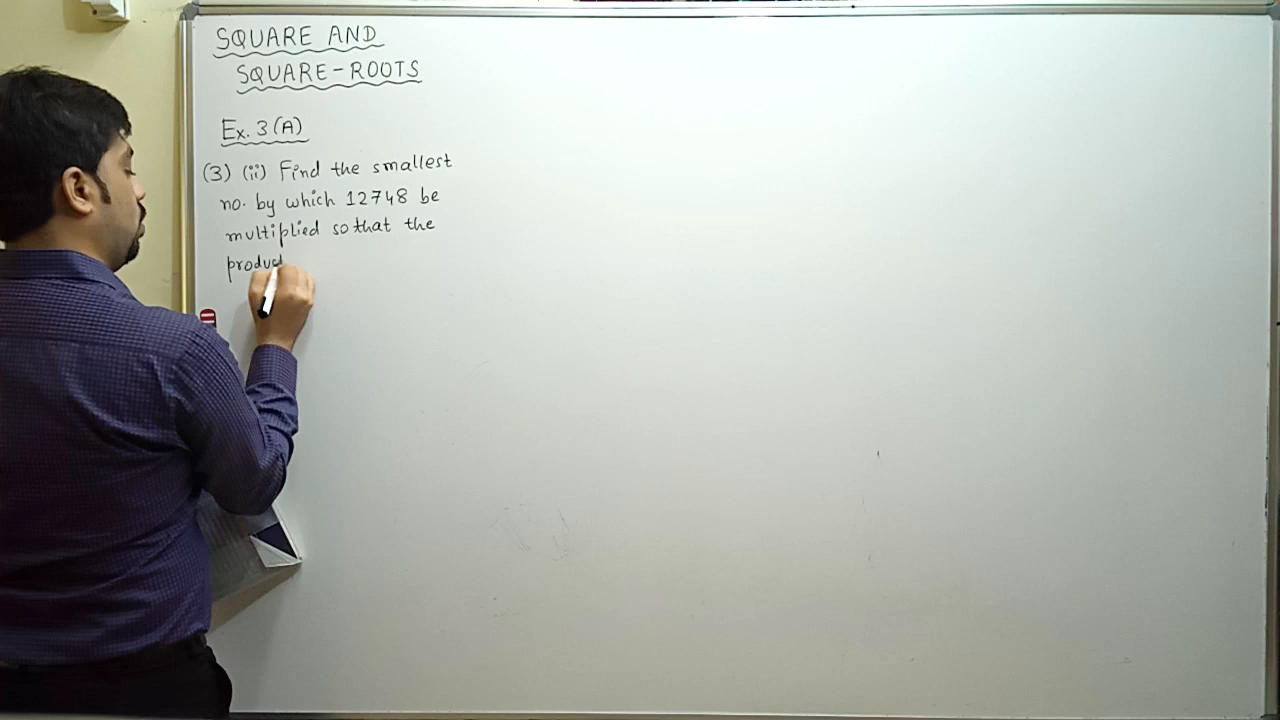 SQUARE AND
SQUARE-ROOTS
Ex. 3(A)
(3) (ii) Find the smallest
no. by which 12748 be
multiplied so that the
product